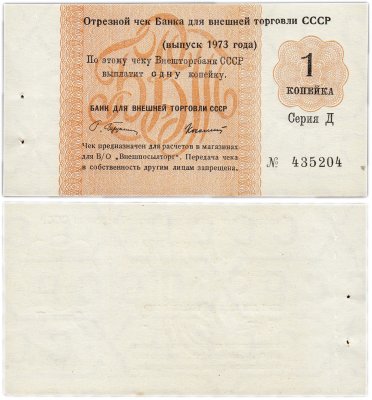 Отрезной чек Банка для внешней торговли СССР
(выпуск 1973 года)
По этому чеку Внешторгбанк СССР
выплатит одну копейку.
БАНК ДЛЯ ВНЕШНЕЙ ТОРГОВЛИ СССР
Чек предназначен для расчетов в магазинах
для В/О „Внешпосылторг". Передача чека
в собственность другим лицам запрещена.
1
КОПЕЙКА
Серия Д
№ 435204